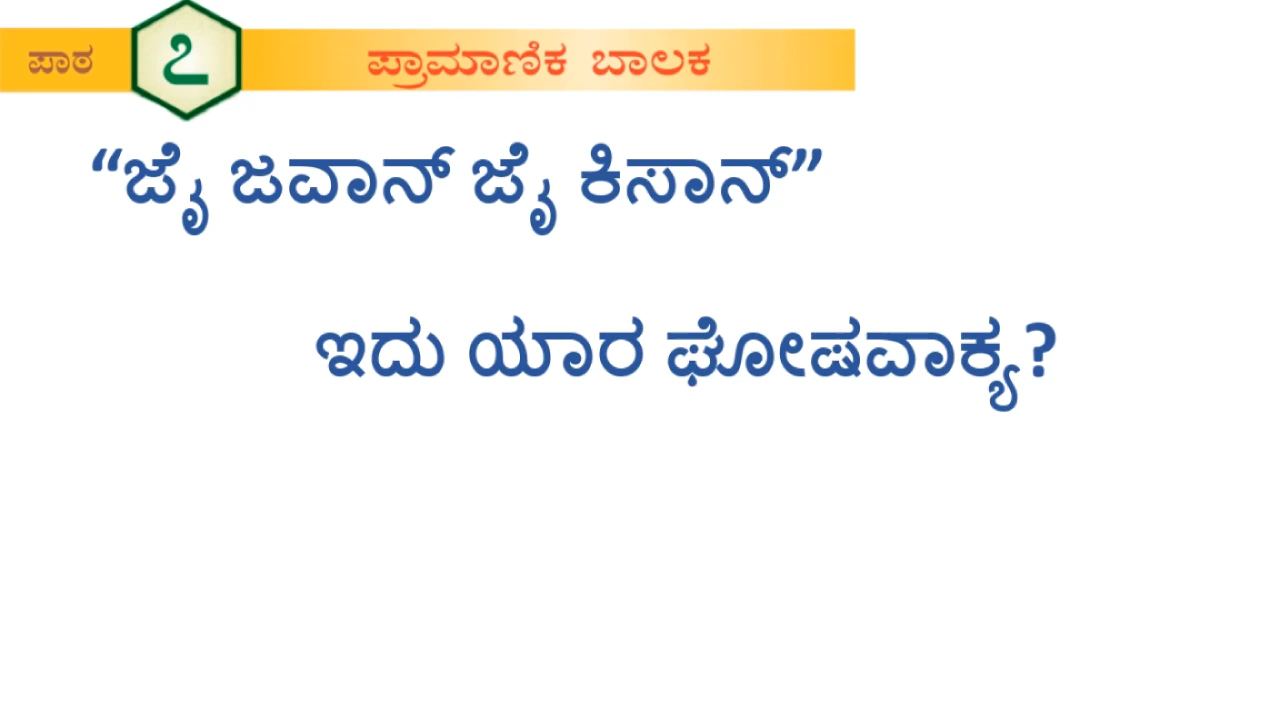 ಪಾಠ ೭ ಪ್ರಾಮಾಣಿಕ ಬಾಲಕ
“ಜೈ ಜವಾನ್ ಜೈ ಕಿಸಾನ್”
ಇದು ಯಾರ ಘೋಷವಾಕ್ಯ?